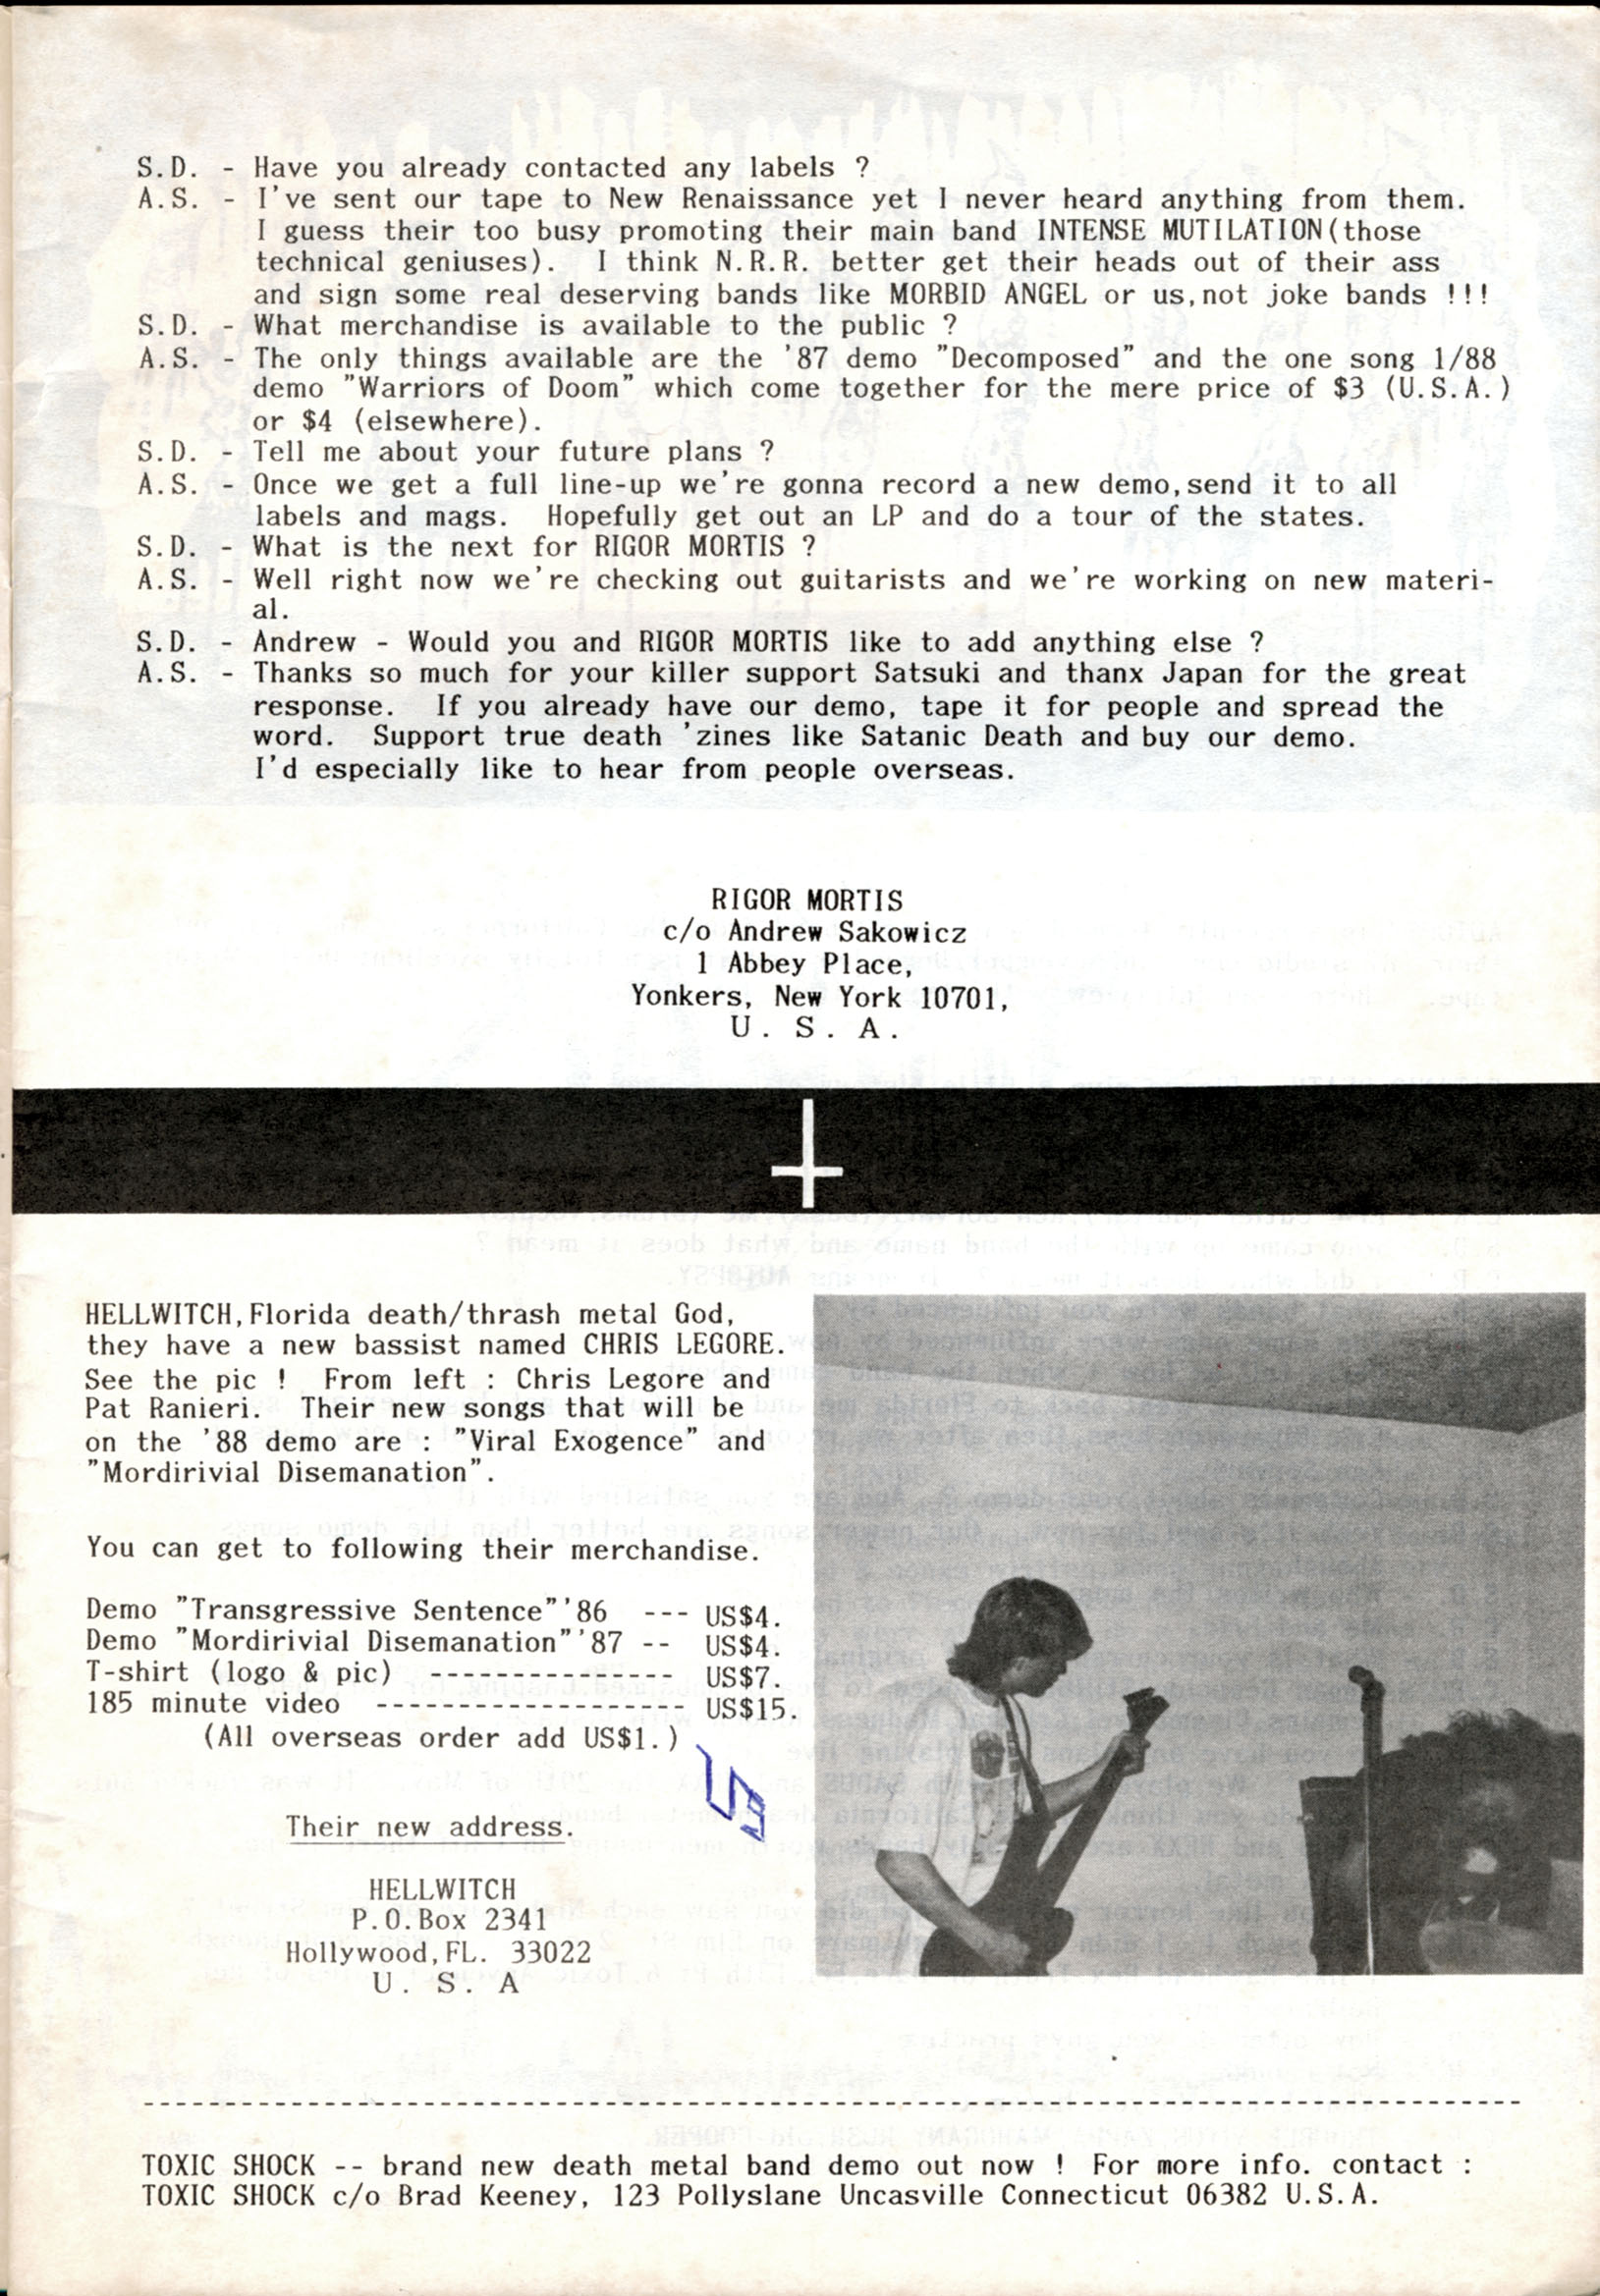 S.D. - Have you already contacted any labels ?
A.S. - I've sent our tape to New Renaissance yet I never heard anything from them.
I guess their too busy promoting their main band INTENSE MUTILATION(those
technical geniuses). I think N.R.R. better get their heads out of their ass
and sign some real deserving bands like MORBID ANGEL or us,not joke bands !!!
S.D. - What merchandise is available to the public ?
A.S. - The only things available are the '87 demo "Decomposed" and the one song 1/88
demo "Warriors of Doom" which come together for the mere price of $3 (U.S.A.)
or $4 (elsewhere).
S.D. - Tell me about your future plans ?
A.S. - Once we get a full line-up we're gonna record a new demo,send it to all
labels and mags. Hopefully get out an LP and do a tour of the states.
S.D. - What is the next for RIGOR MORTIS ?
A.S. - Well right now we're checking out guitarists and we're working on new materi-
al.
S.D. - Andrew - Would you and RIGOR MORTIS like to add anything else ?
A.S. - Thanks so much for your killer support Satsuki and thanx Japan for the great
response. If you already have our demo, tape it for people and spread the
word. Support true death 'zines like Satanic Death and buy our demo.
I'd especially like to hear from people overseas.
RIGOR MORTIS
c/o Andrew Sakowicz
1 Abbey Place,
Yonkers, New York 10701,
U. S. A.
HELLWITCH,Florida death/thrash metal God,
they have a new bassist named CHRIS LEGORE.
See the pic ! From left : Chris Legore and
Pat Ranieri. Their new songs that will be
on the '88 demo are : "Viral Exogence" and
"Mordirivial Disemanation".
You can get to following their merchandise.
Demo "Transgressive Sentence"'86 --- US$4.
Demo "Mordirivial Disemanation"'87 -- US$4.
T-shirt (logo & pic) --------------- US$7.
185 minute video ------------------- US$15.
(All overseas order add US$1.)
Their new address.
HELLWITCH
P.O.Box 2341
Hollywood,FL. 33022
U. S. A
TOXIC SHOCK -- brand new death metal band demo out now ! For more info. contact :
TOXIC SHOCK c/o Brad Keeney, 123 Pollyslane Uncasville Connecticut 06382 U.S.A.